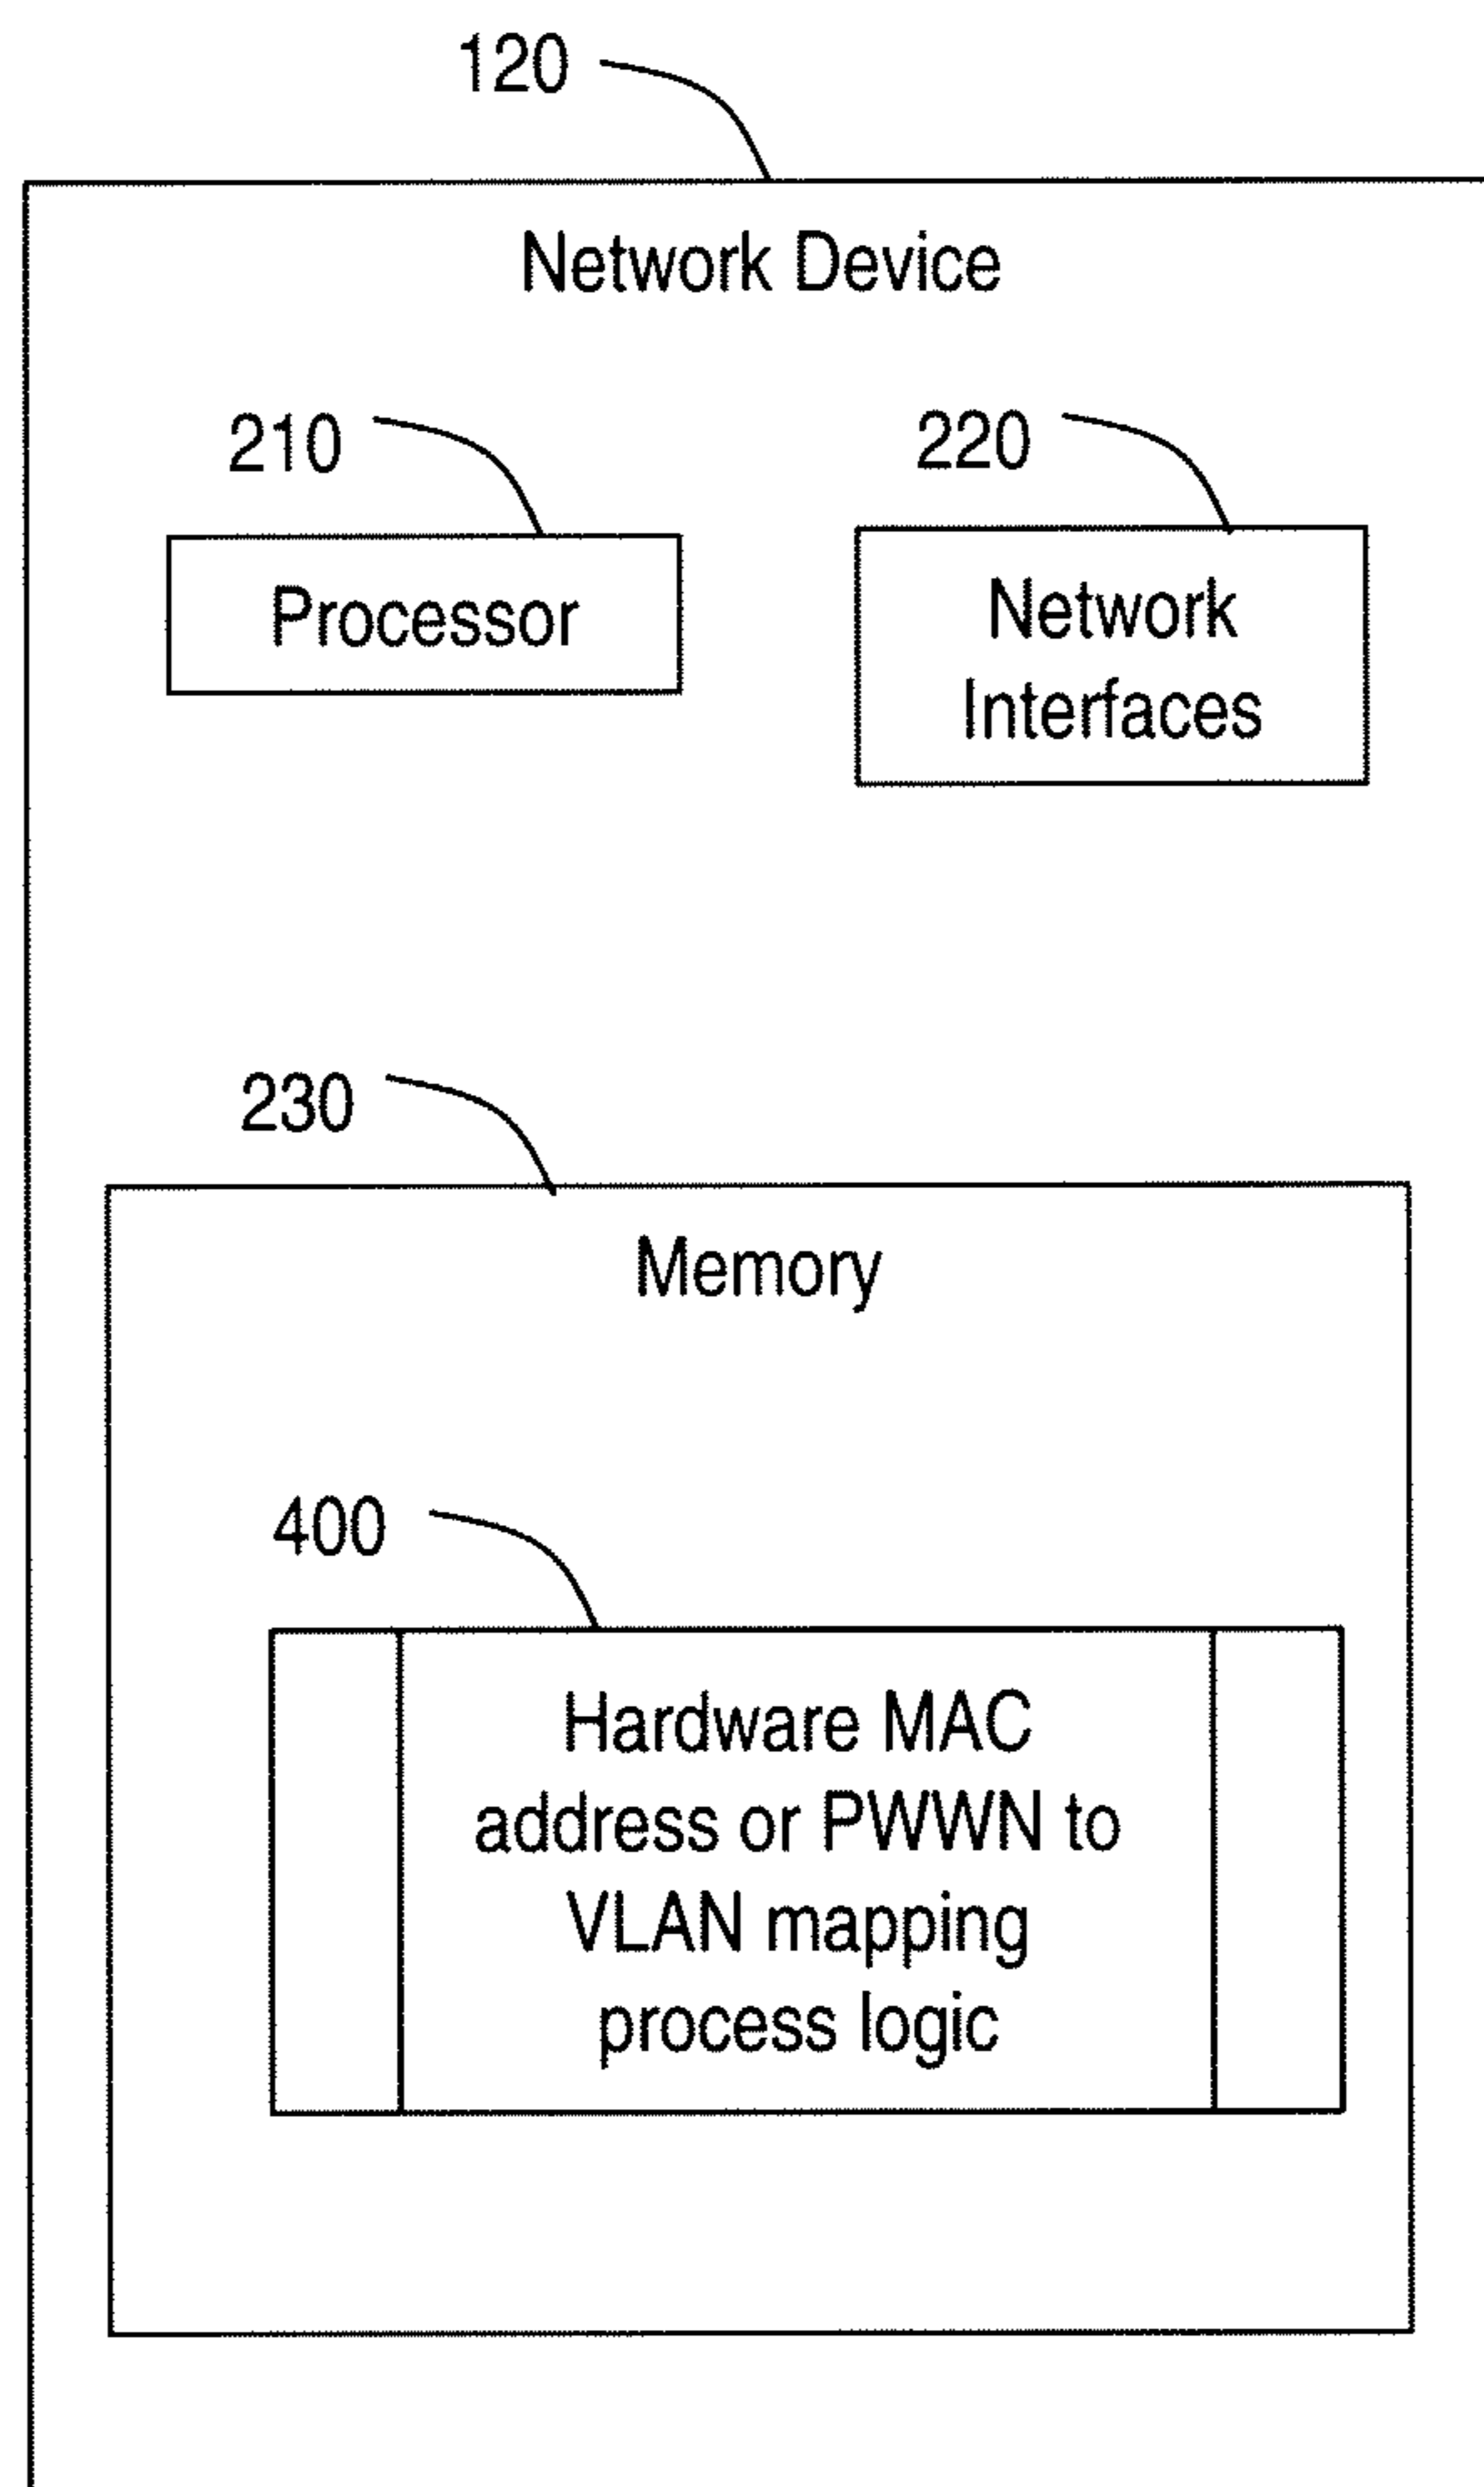 120
Network Device
210
220
Processor
Network
Interfaces
230
Memory
400
Hardware MAC
address or PWWN to
VLAN mapping
process logic